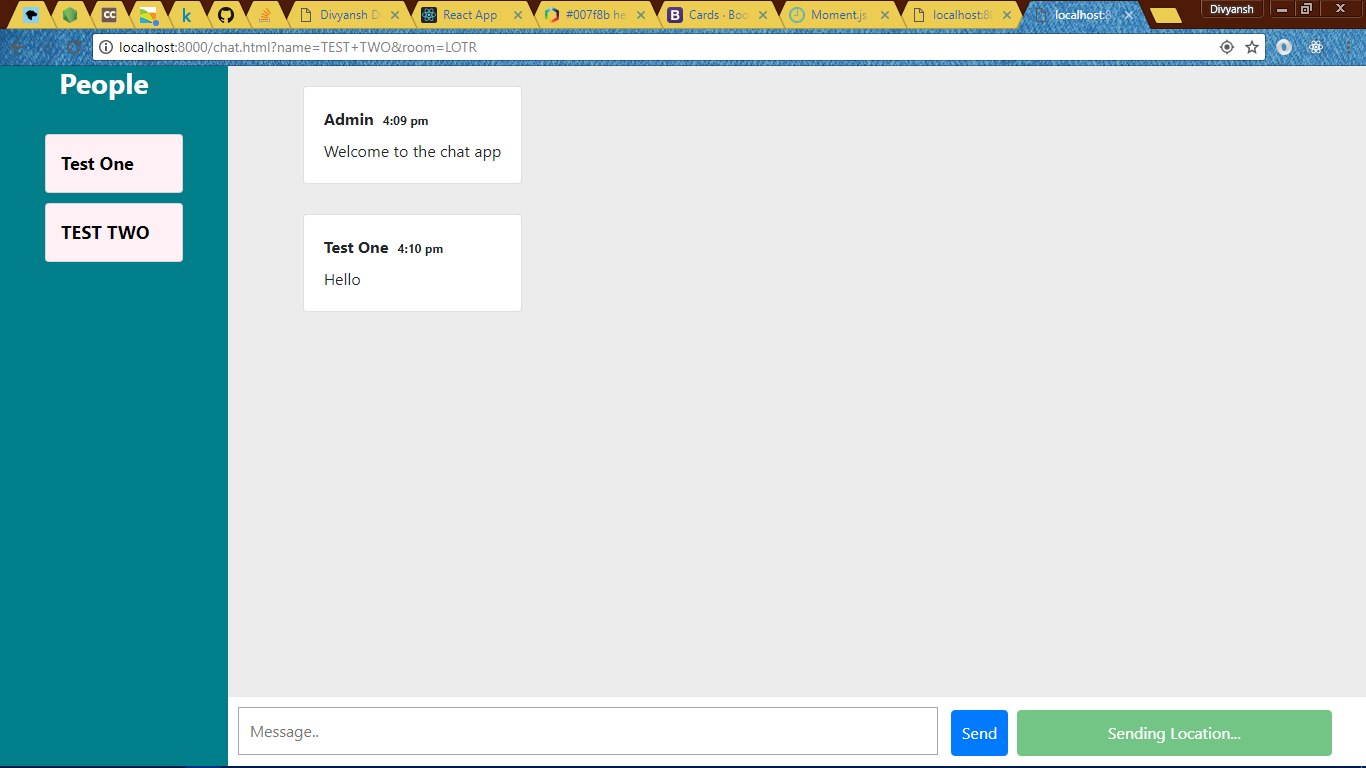 Divyansh D
React App
#007f8b he
Cards · Boo
Moment.js
localhost:80
localhost:8
Divyansh
localhost:8000/chat.html?name=TEST+TWO&room=LOTR
People
Test One
TEST TWO
Admin 4:09 pm
Welcome to the chat app
Test One 4:10 pm
Hello
Message..
Send
Sending Location...